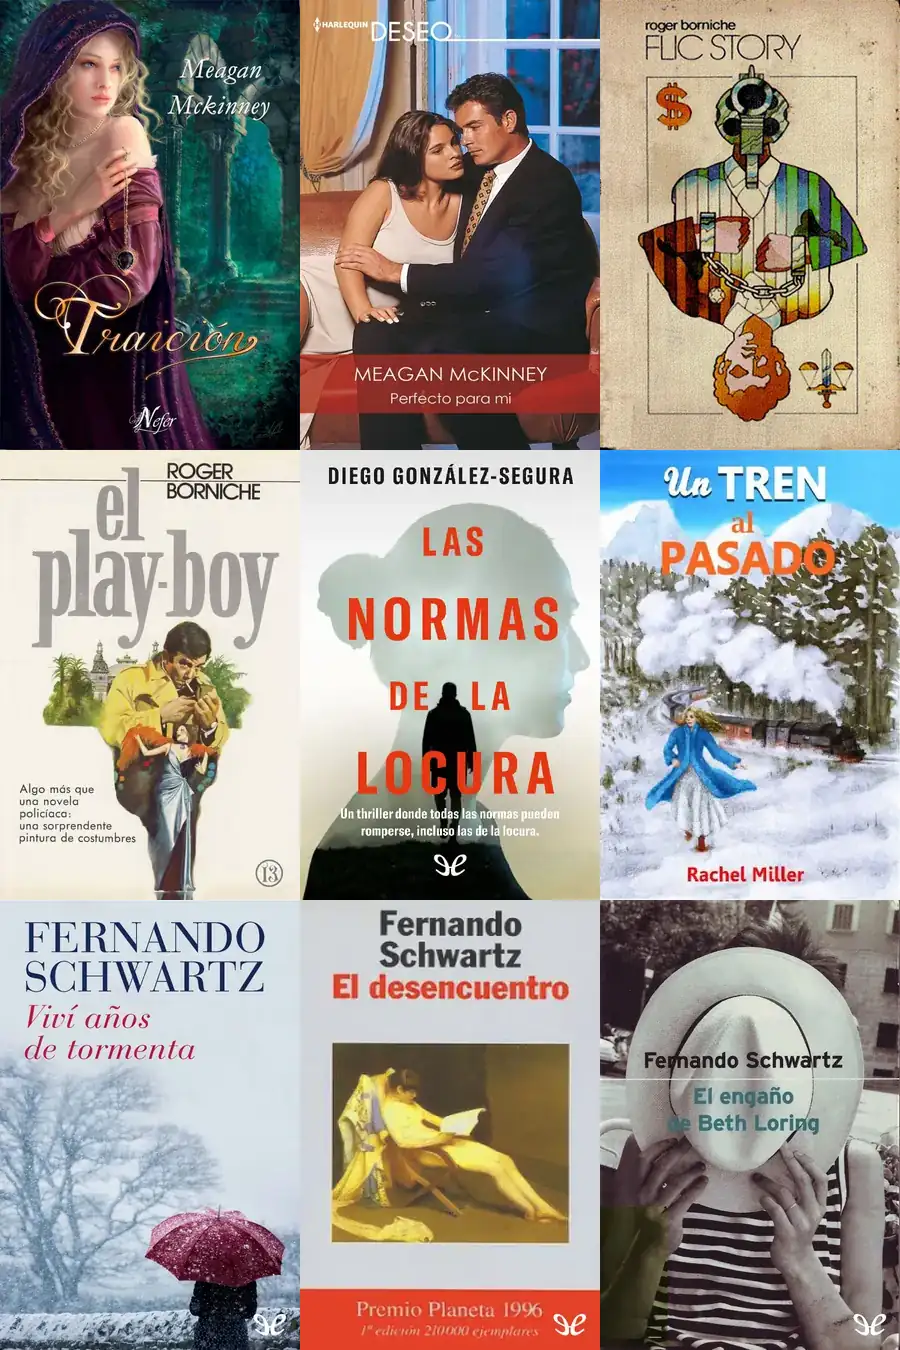 Meagan
Mckinney
Traición
Nefer
HARLEQUIN
DESEO
MEAGAN McKINNEY
Perfecto para mi
roger borniche
FLIC STORY
$
ROGER
BORNICHE
el
play-boy
Algo más que
una novela
policíaca:
una sorprendente
pintura de costumbres
13
DIEGO GONZÁLEZ-SEGURA
LAS
NORMAS
DE LA
LOCURA
Un thriller donde todas las normas pueden
romperse, incluso las de la locura.
Un TREN
al
PASADO
Rachel Miller
FERNANDO
SCHWARTZ
Viví años
de tormenta
Fernando
Schwartz
El desencuentro
Premio Planeta 1996
1ª edición 210000 ejemplares
Fernando Schwartz
El engaño
de Beth Loring